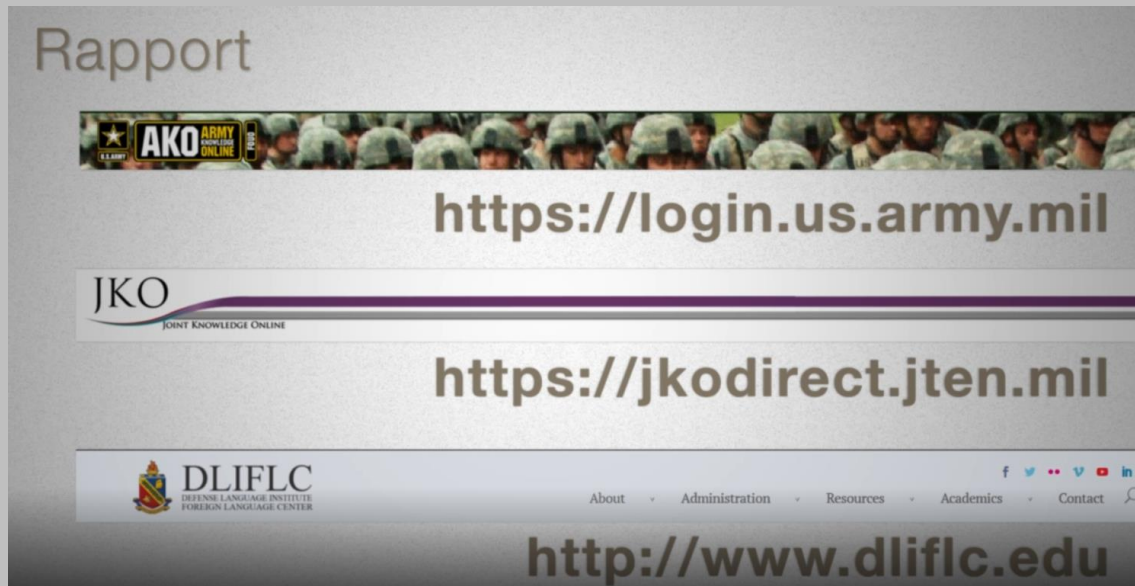 Rapport
U.S.ARMY
AKO ARMY KNOWLEDGE ONLINE
FOUO
https://login.us.army.mil
JKO
JOINT KNOWLEDGE ONLINE
https://jkodirect.jten.mil
DLIFLC
DEFENSE LANGUAGE INSTITUTE
FOREIGN LANGUAGE CENTER
About Administration Resources Academics Contact
http://www.dliflc.edu